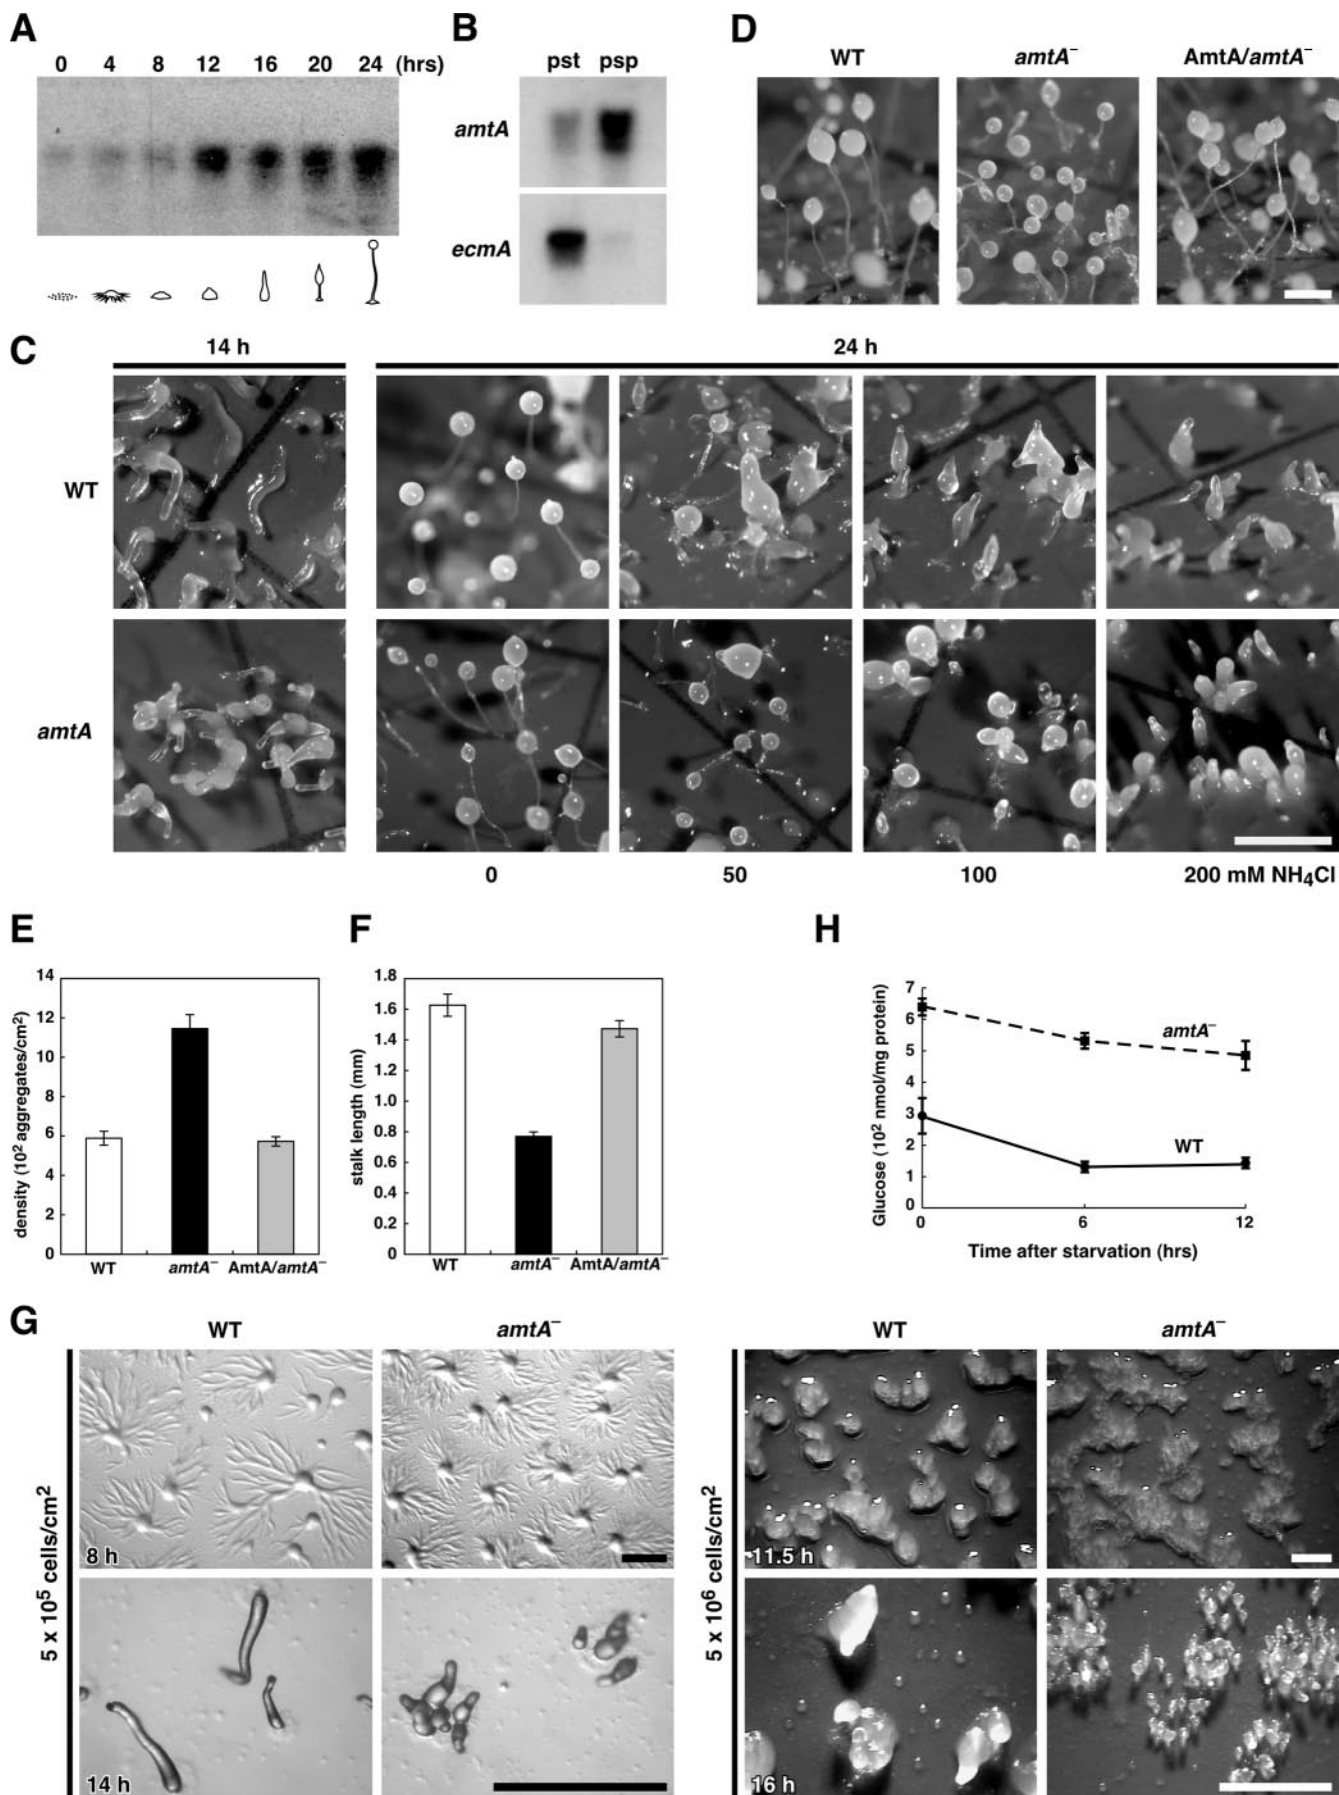 A
0 4 8 12 16 20 24 (hrs)
B
pst psp
amtA
ecmA
D
WT amtA– AmtA/amtA–
C
14 h 24 h
WT
amtA
0 50 100 200 mM NH4Cl
E
density (10² aggregates/cm²)
14
12
10
8
6
4
2
0
WT amtA– AmtA/amtA–
F
stalk length (mm)
1.8
1.6
1.4
1.2
1.0
0.8
0.6
0.4
0.2
0
WT amtA– AmtA/amtA–
H
Glucose (10² nmol/mg protein)
7
6
5
4
3
2
1
0
amtA–
WT
0 6 12
Time after starvation (hrs)
G
WT amtA– WT amtA–
5 x 10⁵ cells/cm²
8 h
14 h
5 x 10⁶ cells/cm²
11.5 h
16 h